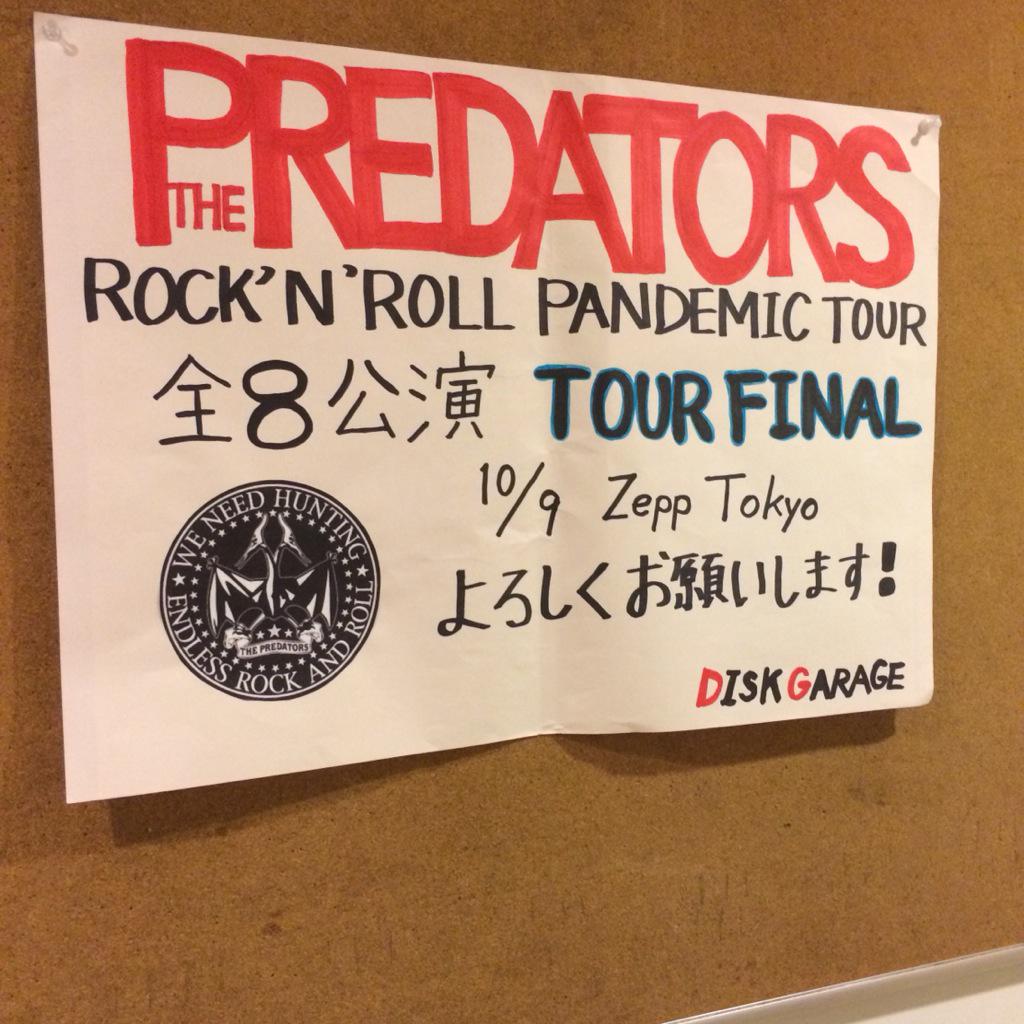 THE PREDATORS
ROCK'N'ROLL PANDEMIC TOUR
全8公演 TOUR FINAL
10/9 Zepp Tokyo
よろしくお願いします!
WE NEED HUNTING
THE PREDATORS
ENDLESS ROCK AND ROLL
DISK GARAGE